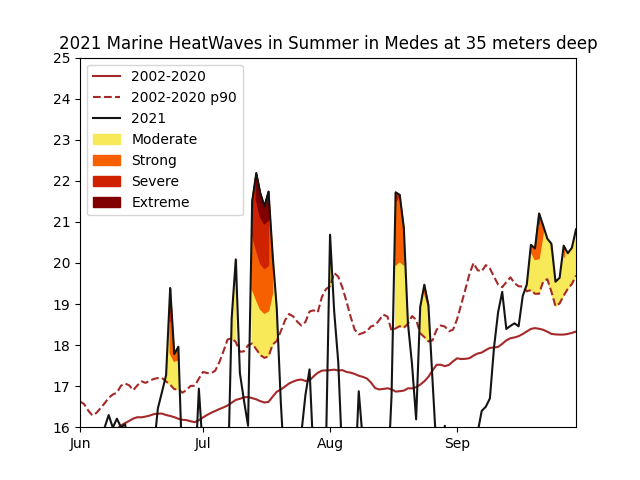 2021 Marine HeatWaves in Summer in Medes at 35 meters deep
25
24
23
22
21
20
19
18
17
16
2002-2020
2002-2020 p90
2021
Moderate
Strong
Severe
Extreme
Jun
Jul
Aug
Sep